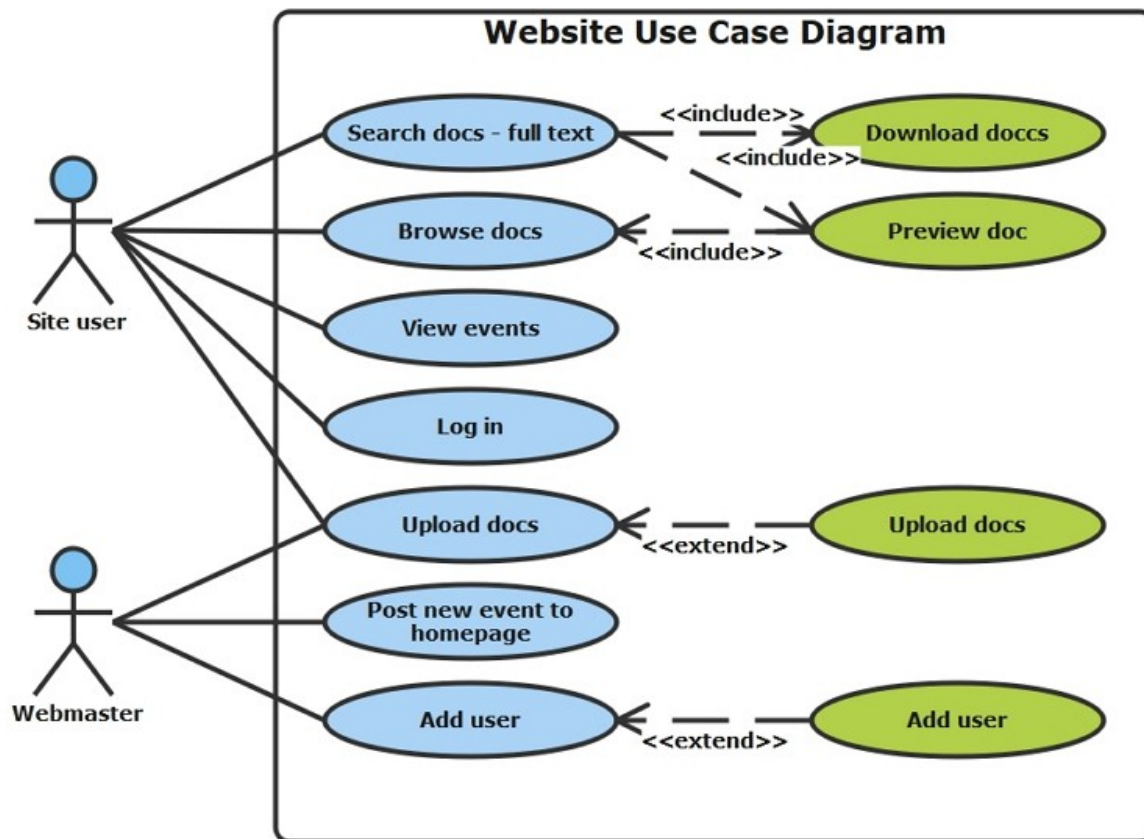 Website Use Case Diagram
Search docs - full text
<<include>>
Download doccs
<<include>>
Site user
Browse docs
<<include>>
Preview doc
View events
Log in
Upload docs
<<extend>>
Upload docs
Webmaster
Post new event to
homepage
Add user
<<extend>>
Add user